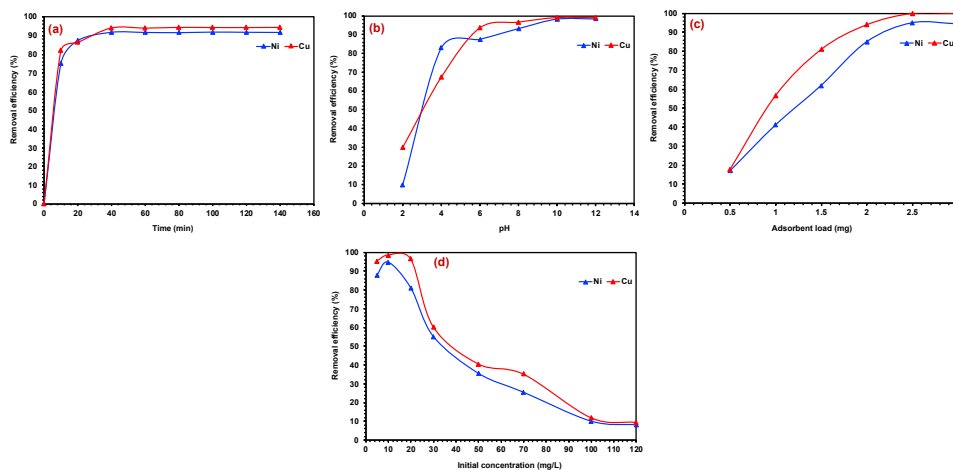 (a)
Removal efficiency (%)
100
90
80
70
60
50
40
30
20
10
0
0 20 40 60 80 100 120 140 160
Time (min)
Ni Cu
(b)
Removal efficiency (%)
100
90
80
70
60
50
40
30
20
10
0
0 2 4 6 8 10 12 14
pH
Ni Cu
(c)
Removal efficiency (%)
100
90
80
70
60
50
40
30
20
10
0
0 0.5 1 1.5 2 2.5
Adsorbent load (mg)
Ni Cu
(d)
Removal efficiency (%)
100
90
80
70
60
50
40
30
20
10
0
0 10 20 30 40 50 60 70 80 90 100 110 120
Initial concentration (mg/L)
Ni Cu